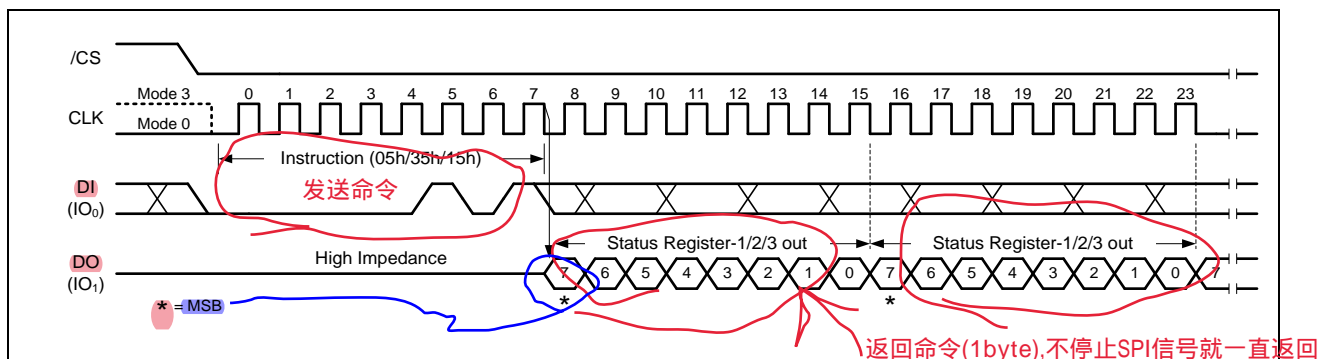 /CS
Mode 3
0 1 2 3 4 5 6 7 8 9 10 11 12 13 14 15 16 17 18 19 20 21 22 23
CLK
Mode 0
Instruction (05h/35h/15h)
发送命令
DI
(IO0)
Status Register-1/2/3 out Status Register-1/2/3 out
High Impedance
DO
(IO1)
7 6 5 4 3 2 1 0 7 6 5 4 3 2 1 0 7
* = MSB
* *
返回命令(1byte),不停止SPI信号就一直返回